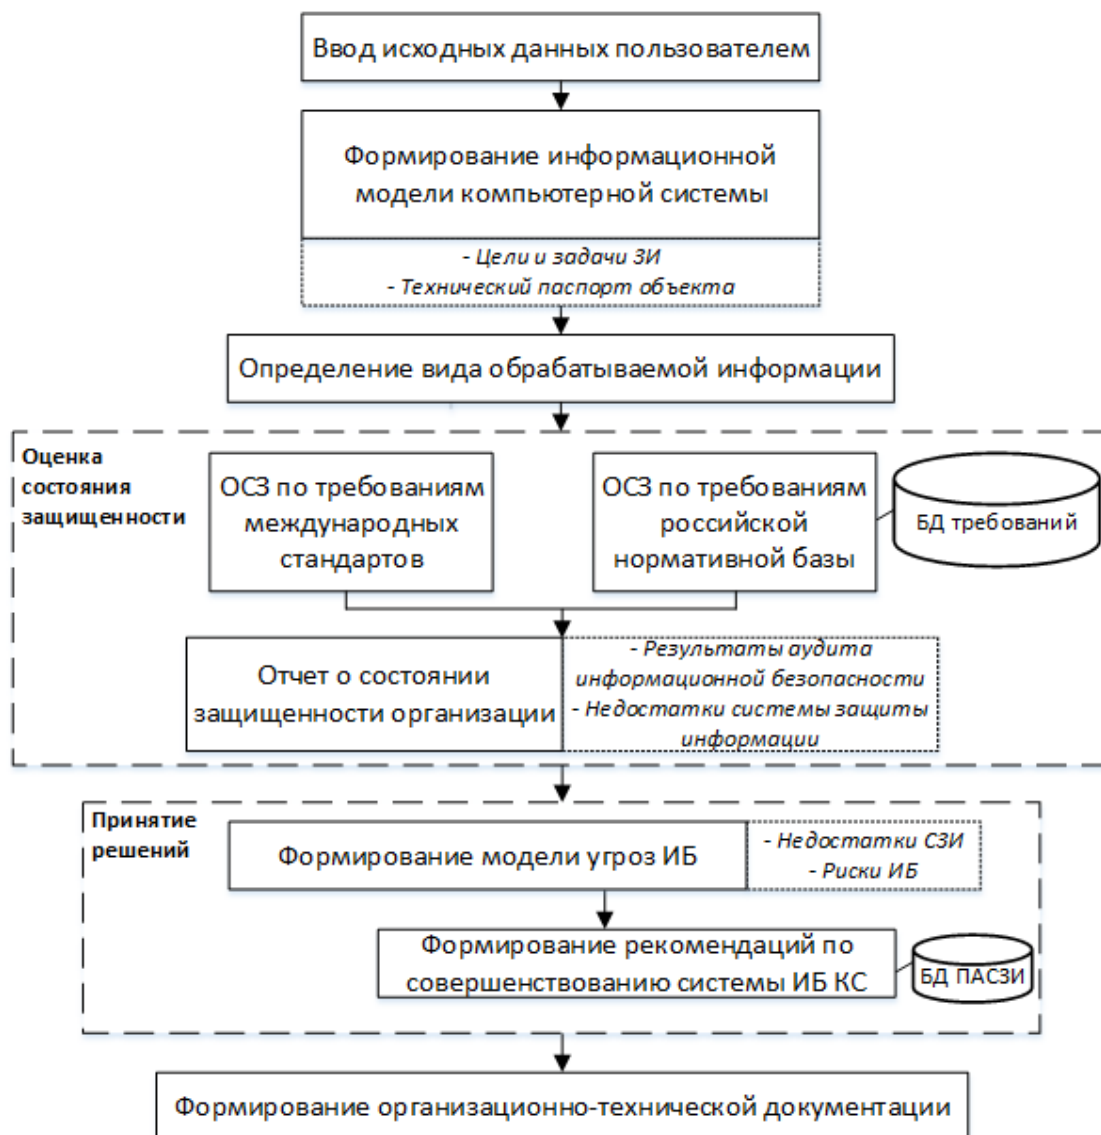 Ввод исходных данных пользователем
Формирование информационной
модели компьютерной системы
- Цели и задачи ЗИ
- Технический паспорт объекта
Определение вида обрабатываемой информации
Оценка
состояния
защищенности
ОСЗ по требованиям
международных
стандартов
ОСЗ по требованиям
российской
нормативной базы
БД требований
Отчет о состоянии
защищенности организации
- Результаты аудита
информационной безопасности
- Недостатки системы защиты
информации
Принятие
решений
Формирование модели угроз ИБ
- Недостатки СЗИ
- Риски ИБ
Формирование рекомендаций по
совершенствованию системы ИБ КС
БД ПАСЗИ
Формирование организационно-технической документации